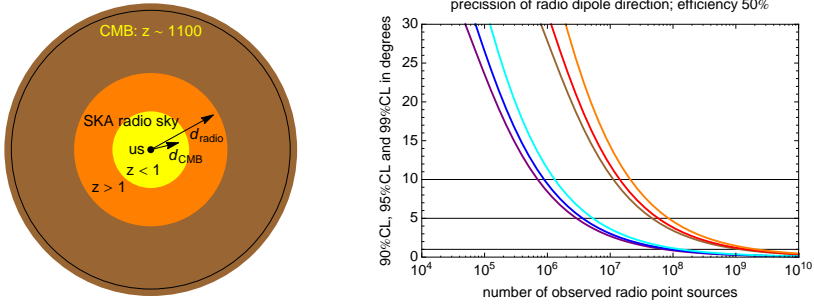 CMB: z ~ 1100
SKA radio sky
d_radio
us
d_CMB
z < 1
z > 1
precission of radio dipole direction; efficiency 50%
90%CL, 95%CL and 99%CL in degrees
30
25
20
15
10
5
0
10^4 10^5 10^6 10^7 10^8 10^9 10^10
number of observed radio point sources